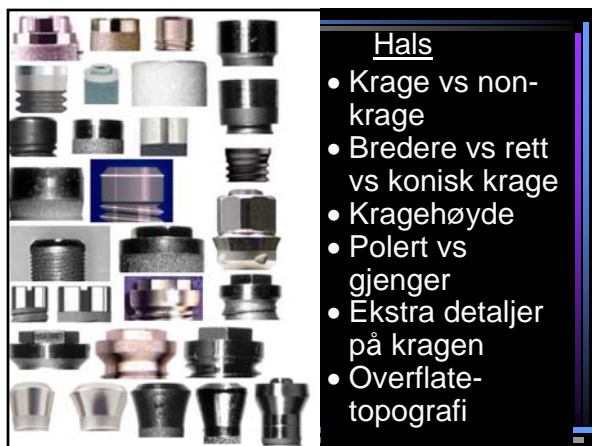 Hals
• Krage vs non-
krage
• Bredere vs rett
vs konisk krage
• Kragehøyde
• Polert vs
gjenger
• Ekstra detaljer
på kragen
• Overflate-
topografi